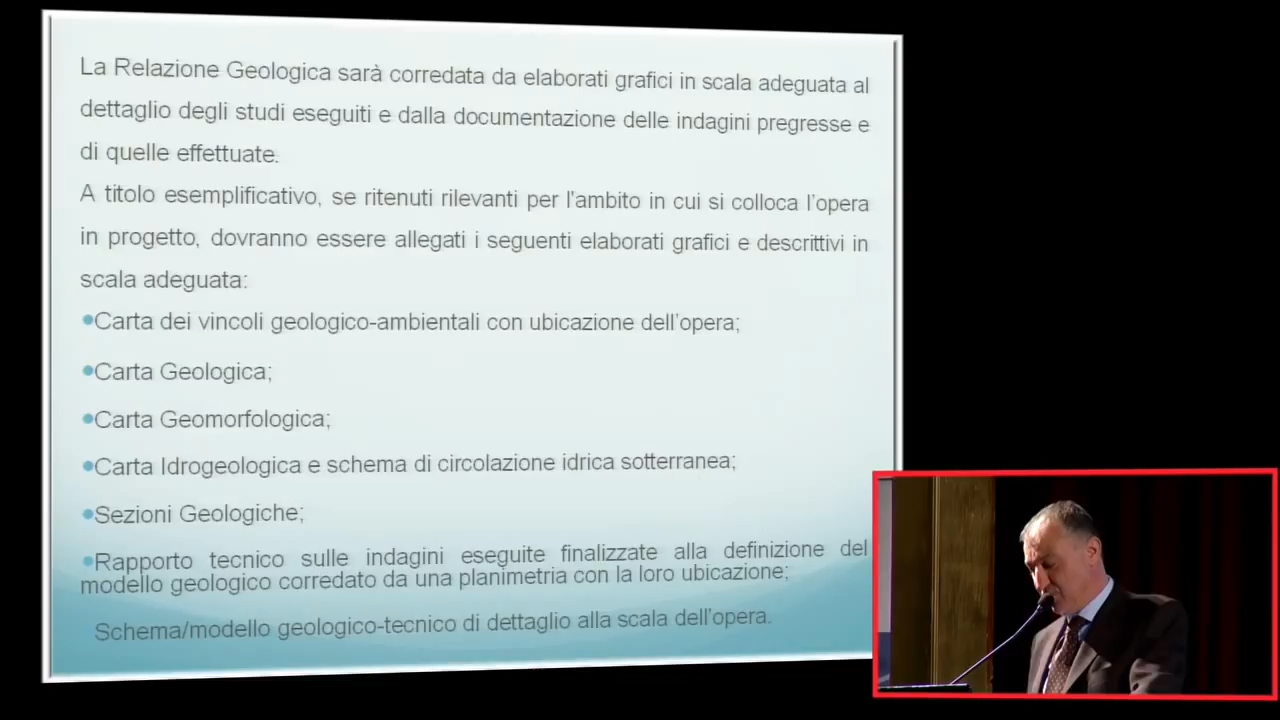 La Relazione Geologica sarà corredata da elaborati grafici in scala adeguata al
dettaglio degli studi eseguiti e dalla documentazione delle indagini pregresse e
di quelle effettuate.
A titolo esemplificativo, se ritenuti rilevanti per l'ambito in cui si colloca l’opera
in progetto, dovranno essere allegati i seguenti elaborati grafici e descrittivi in
scala adeguata:
•Carta dei vincoli geologico-ambientali con ubicazione dell’opera;
•Carta Geologica;
•Carta Geomorfologica;
•Carta Idrogeologica e schema di circolazione idrica sotterranea;
•Sezioni Geologiche;
•Rapporto tecnico sulle indagini eseguite finalizzate alla definizione del
modello geologico corredato da una planimetria con la loro ubicazione;
Schema/modello geologico-tecnico di dettaglio alla scala dell’opera.